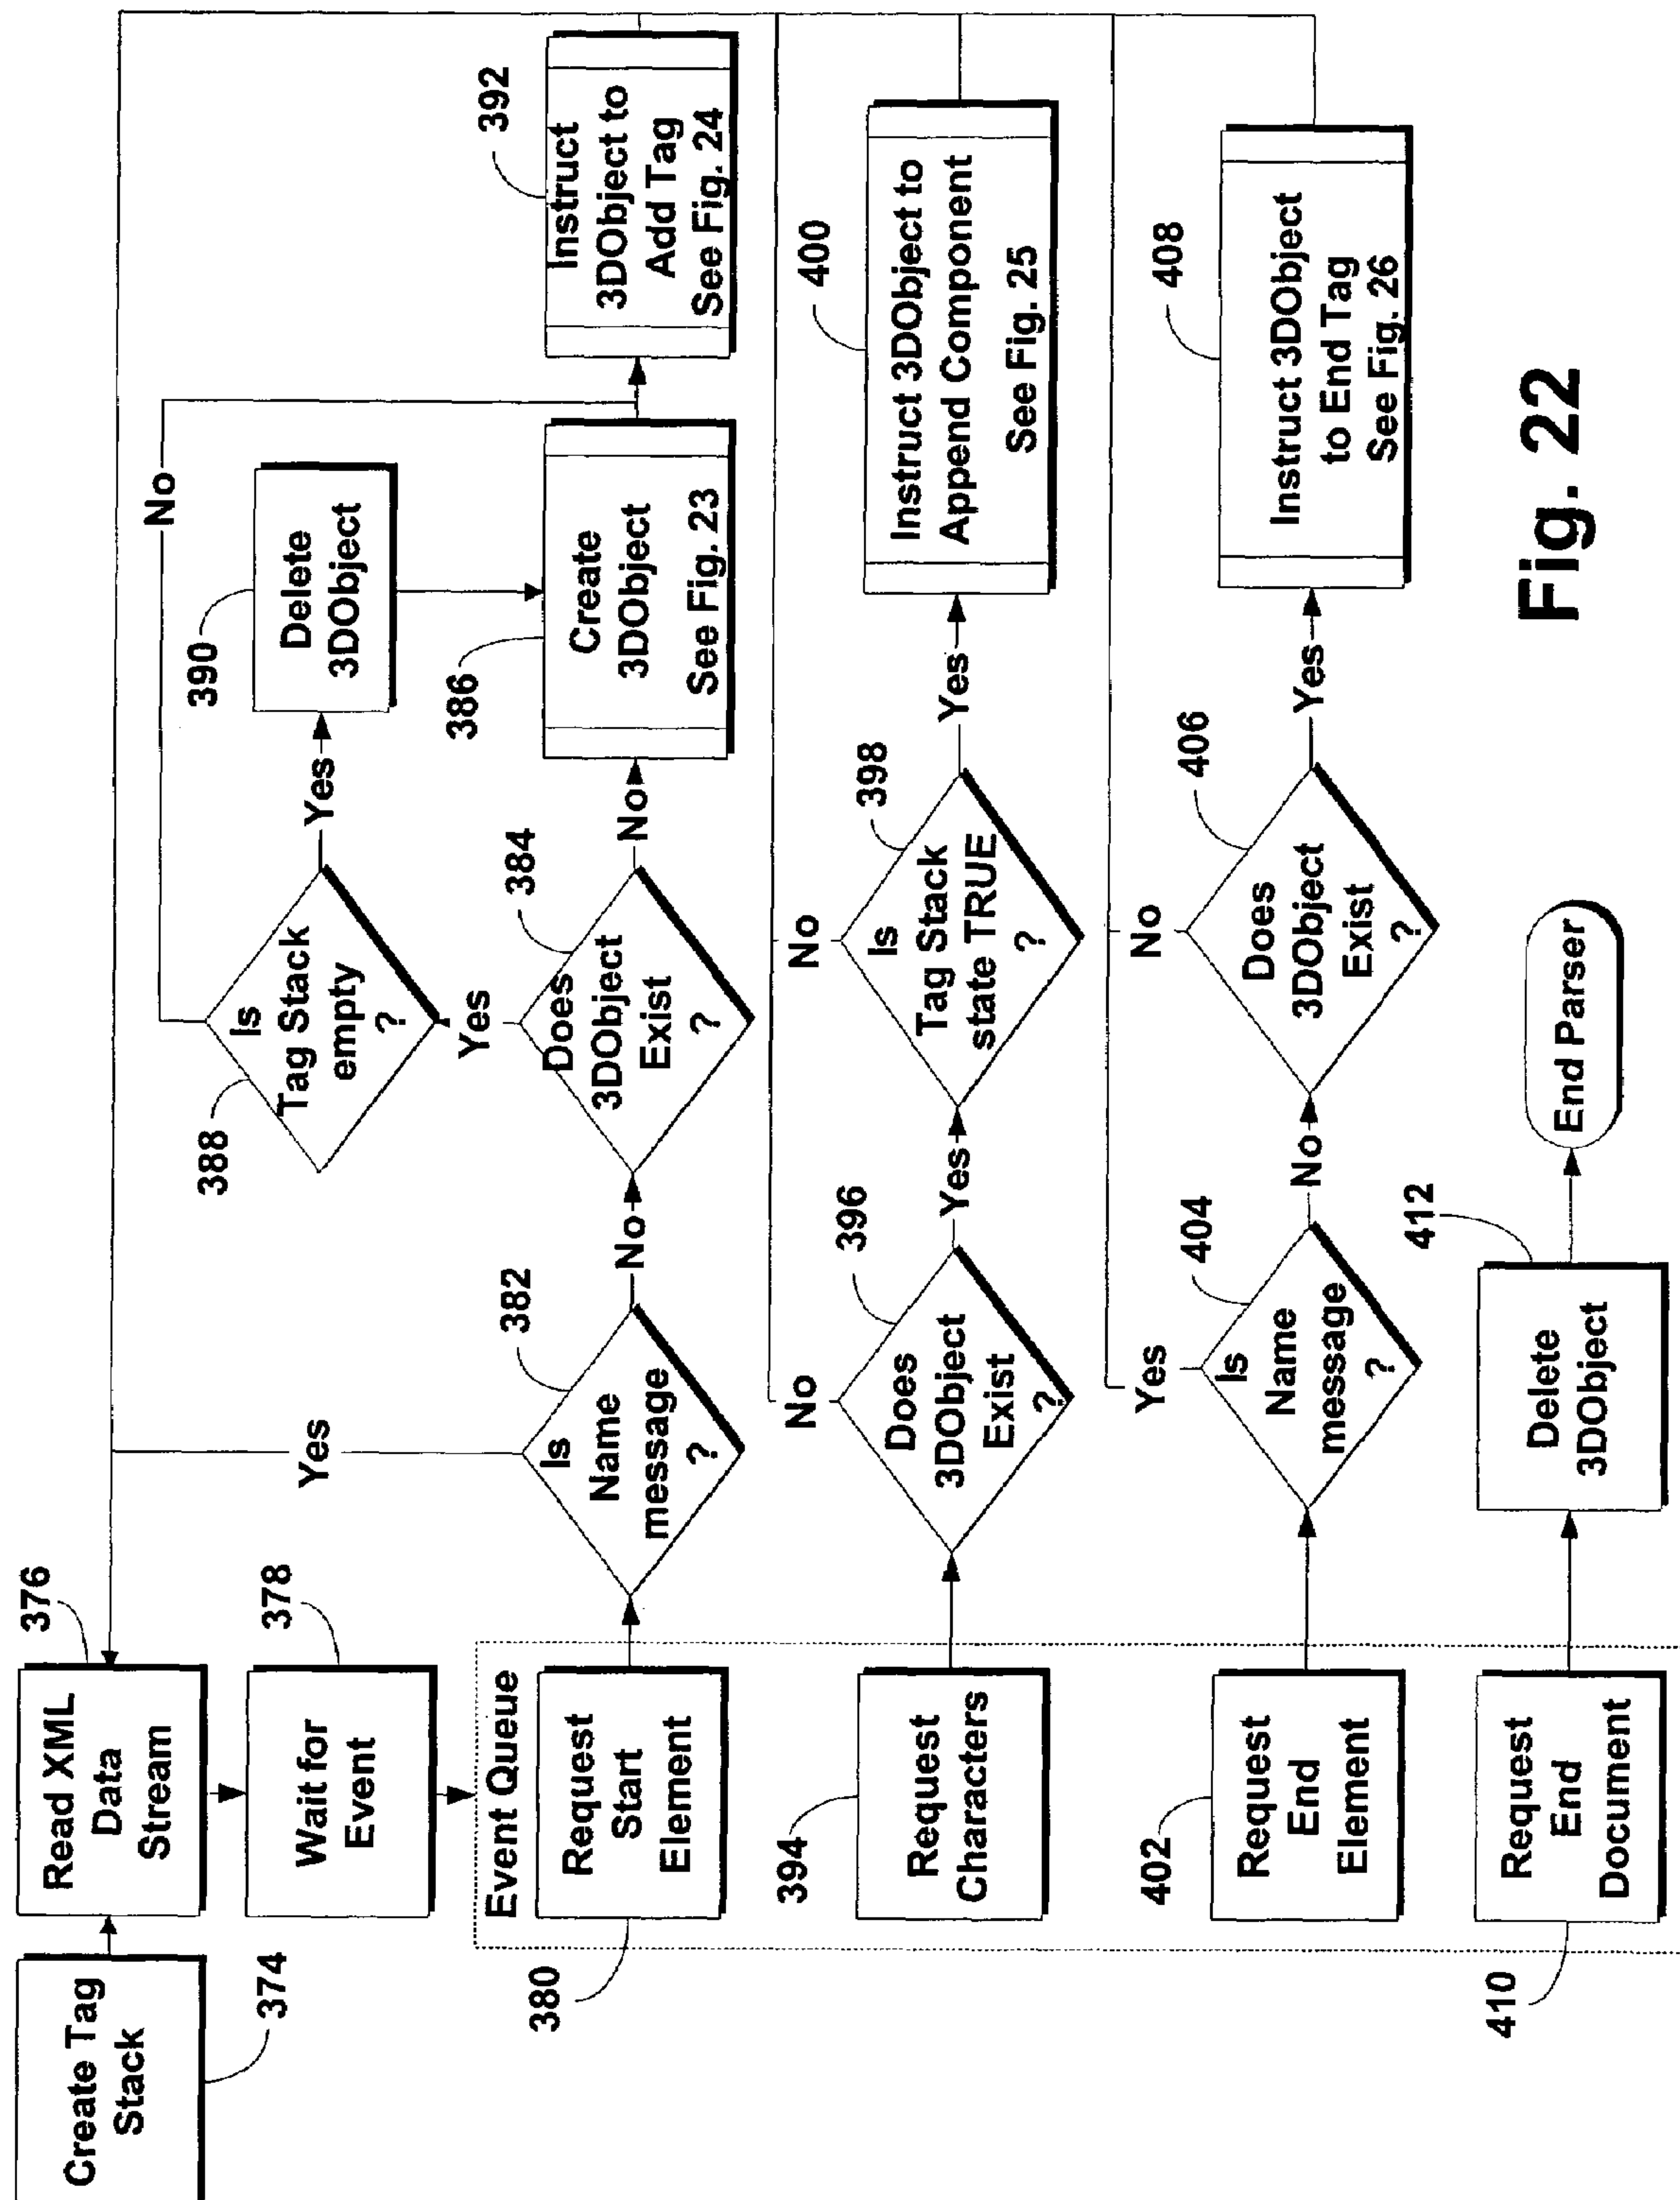 Create Tag
Stack
374
Read XML
Data
Stream
376
Wait for
Event
378
Event Queue
Request
Start
Element
380
Is
Name
message
?
382
Yes
No
Does
3DObject
Exist
?
384
Yes
No
Is
Tag Stack
empty
?
388
No
Yes
Delete
3DObject
390
Create
3DObject
See Fig. 23
386
Instruct
3DObject to
Add Tag
See Fig. 24
392
Request
Characters
394
Does
3DObject
Exist
?
396
No
Yes
Is
Tag Stack
state TRUE
?
398
No
Yes
Instruct 3DObject to
Append Component
See Fig. 25
400
Request
End
Element
402
Is
Name
message
?
404
Yes
No
Does
3DObject
Exist
?
406
No
Yes
Instruct 3DObject
to End Tag
See Fig. 26
408
Request
End
Document
410
Delete
3DObject
412
End Parser
Fig. 22